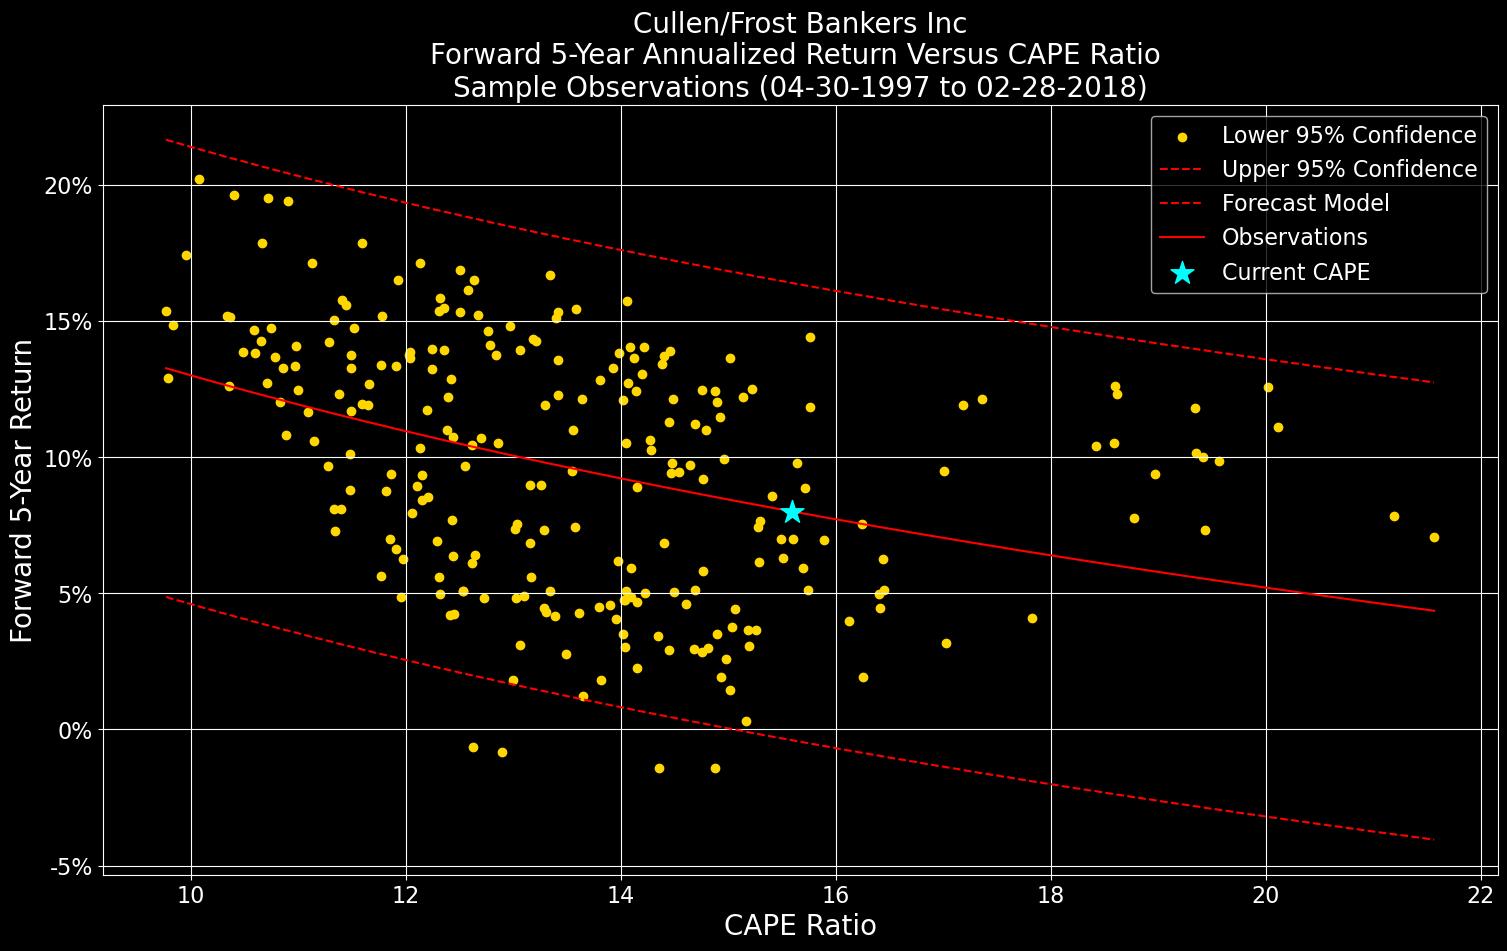 Cullen/Frost Bankers Inc
Forward 5-Year Annualized Return Versus CAPE Ratio
Sample Observations (04-30-1997 to 02-28-2018)
Lower 95% Confidence
Upper 95% Confidence
Forecast Model
Observations
Current CAPE
Forward 5-Year Return
20%
15%
10%
5%
0%
-5%
10 12 14 16 18 20 22
CAPE Ratio